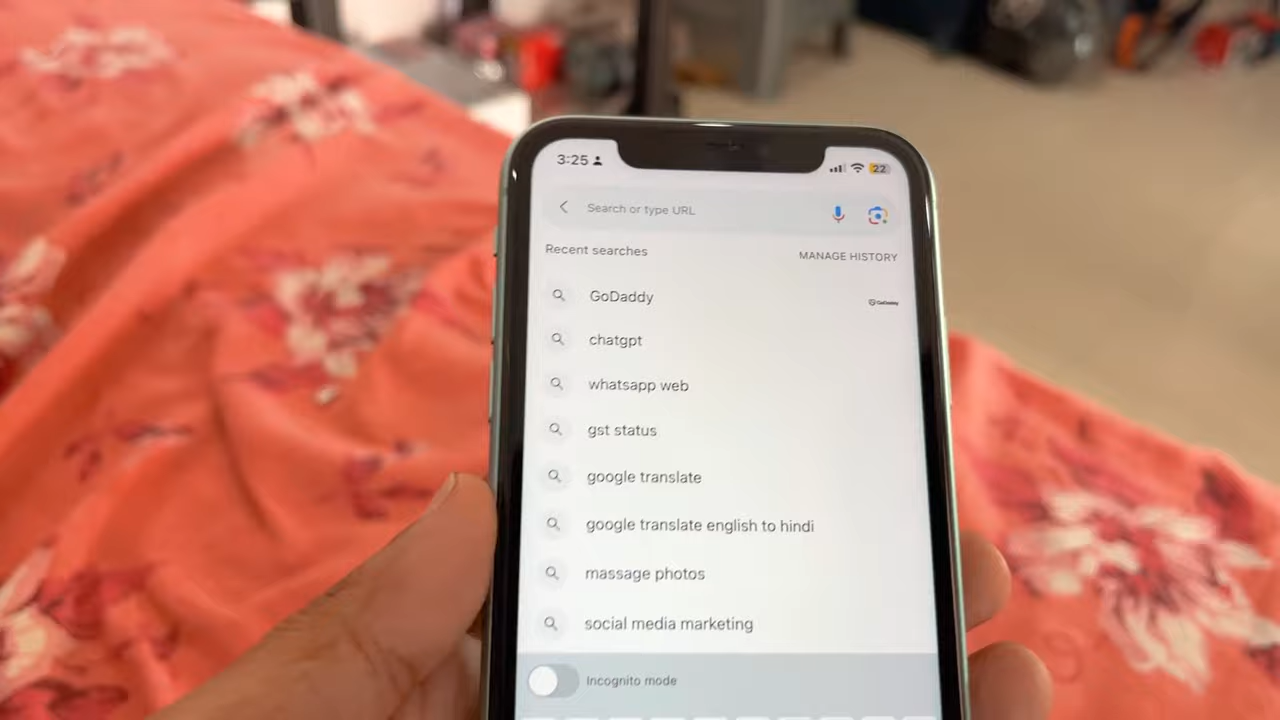 3:25
22
Search or type URL
Recent searches
MANAGE HISTORY
GoDaddy
GoDaddy
chatgpt
whatsapp web
gst status
google translate
google translate english to hindi
massage photos
social media marketing
Incognito mode